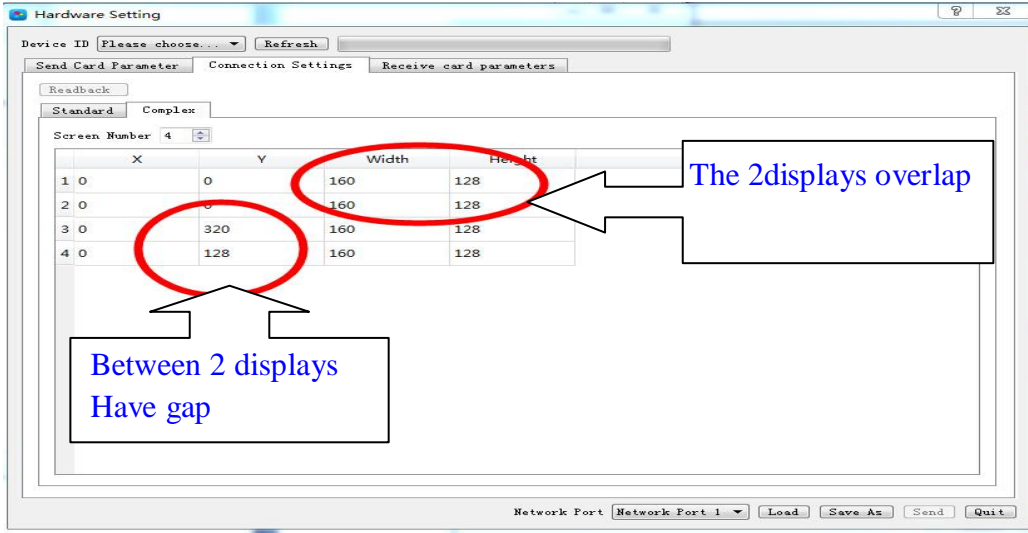 Hardware Setting
Device ID Please choose... Refresh
Send Card Parameter Connection Settings Receive card parameters
Readback
Standard Complex
Screen Number 4
X Y Width Height
1 0 0 160 128
2 0 0 160 128
3 0 320 160 128
4 0 128 160 128
The 2displays overlap
Between 2 displays
Have gap
Network Port Network Port 1 Load Save As Send Quit